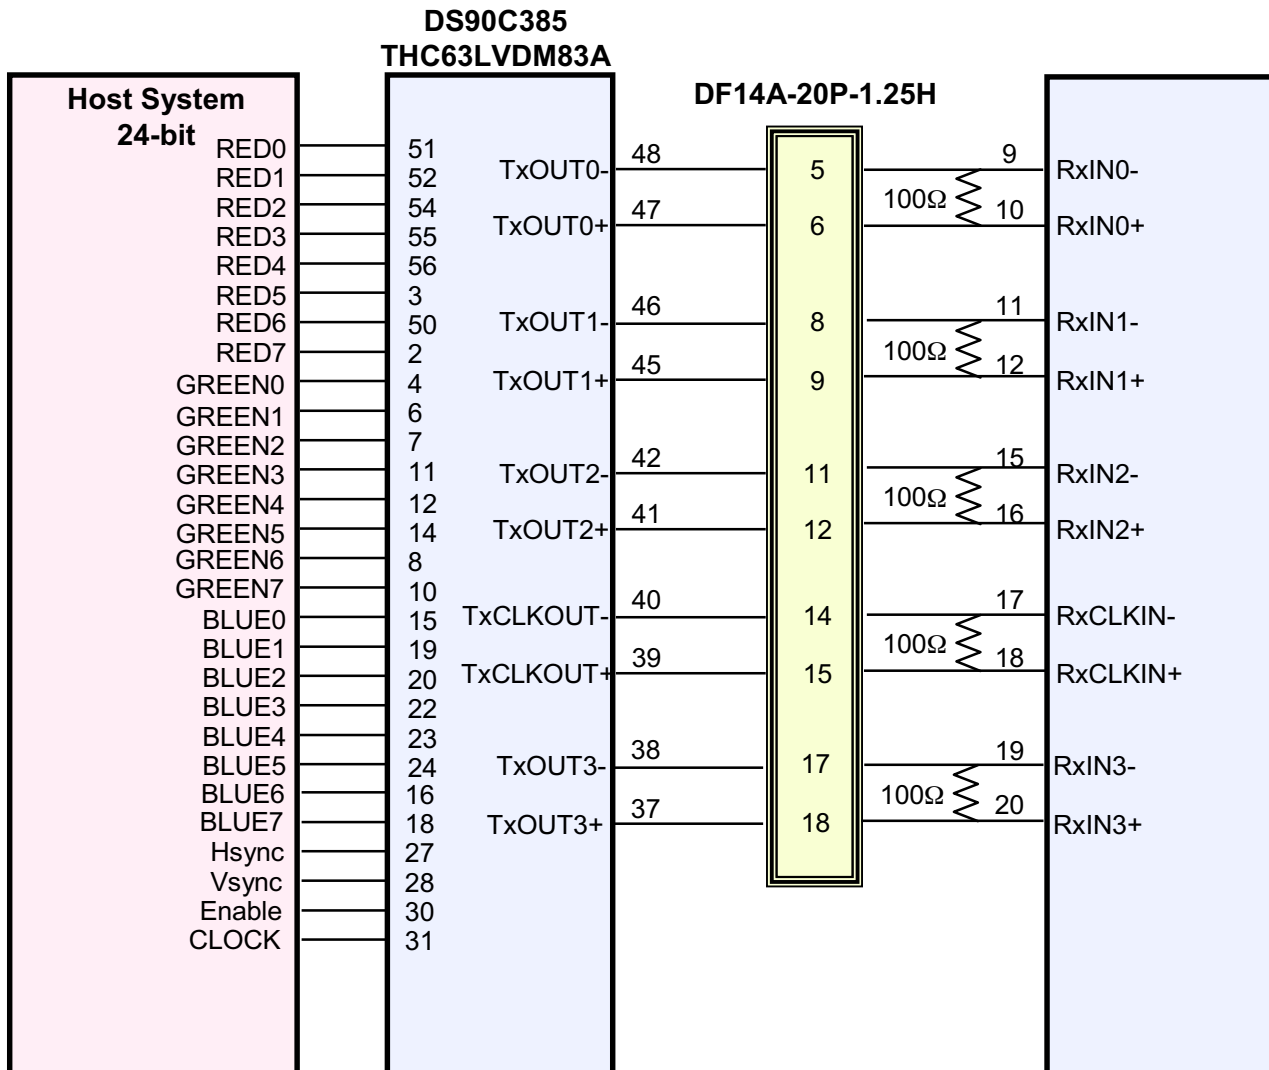 DS90C385
THC63LVDM83A
DF14A-20P-1.25H
Host System
24-bit
RED0 51
RED1 52
RED2 54
RED3 55
RED4 56
RED5 3
RED6 50
RED7 2
GREEN0 4
GREEN1 6
GREEN2 7
GREEN3 11
GREEN4 12
GREEN5 14
GREEN6 8
GREEN7 10
BLUE0 15
BLUE1 19
BLUE2 20
BLUE3 22
BLUE4 23
BLUE5 24
BLUE6 16
BLUE7 18
Hsync 27
Vsync 28
Enable 30
CLOCK 31
TxOUT0- 48 5 9 RxIN0-
100Ω
TxOUT0+ 47 6 10 RxIN0+
TxOUT1- 46 8 11 RxIN1-
100Ω
TxOUT1+ 45 9 12 RxIN1+
TxOUT2- 42 11 15 RxIN2-
100Ω
TxOUT2+ 41 12 16 RxIN2+
TxCLKOUT- 40 14 17 RxCLKIN-
100Ω
TxCLKOUT+ 39 15 18 RxCLKIN+
TxOUT3- 38 17 19 RxIN3-
100Ω
TxOUT3+ 37 18 20 RxIN3+